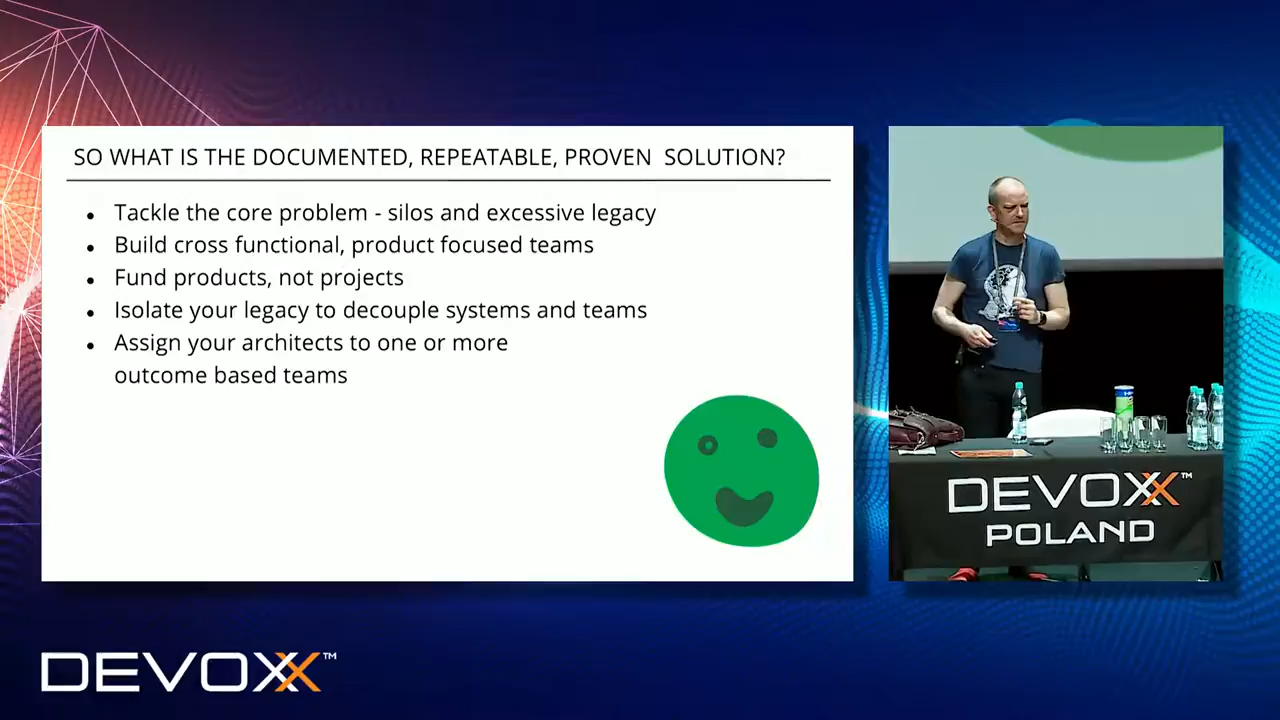 SO WHAT IS THE DOCUMENTED, REPEATABLE, PROVEN SOLUTION?
• Tackle the core problem - silos and excessive legacy
• Build cross functional, product focused teams
• Fund products, not projects
• Isolate your legacy to decouple systems and teams
• Assign your architects to one or more
outcome based teams
DEVOXX™
POLAND
DEVOXX™